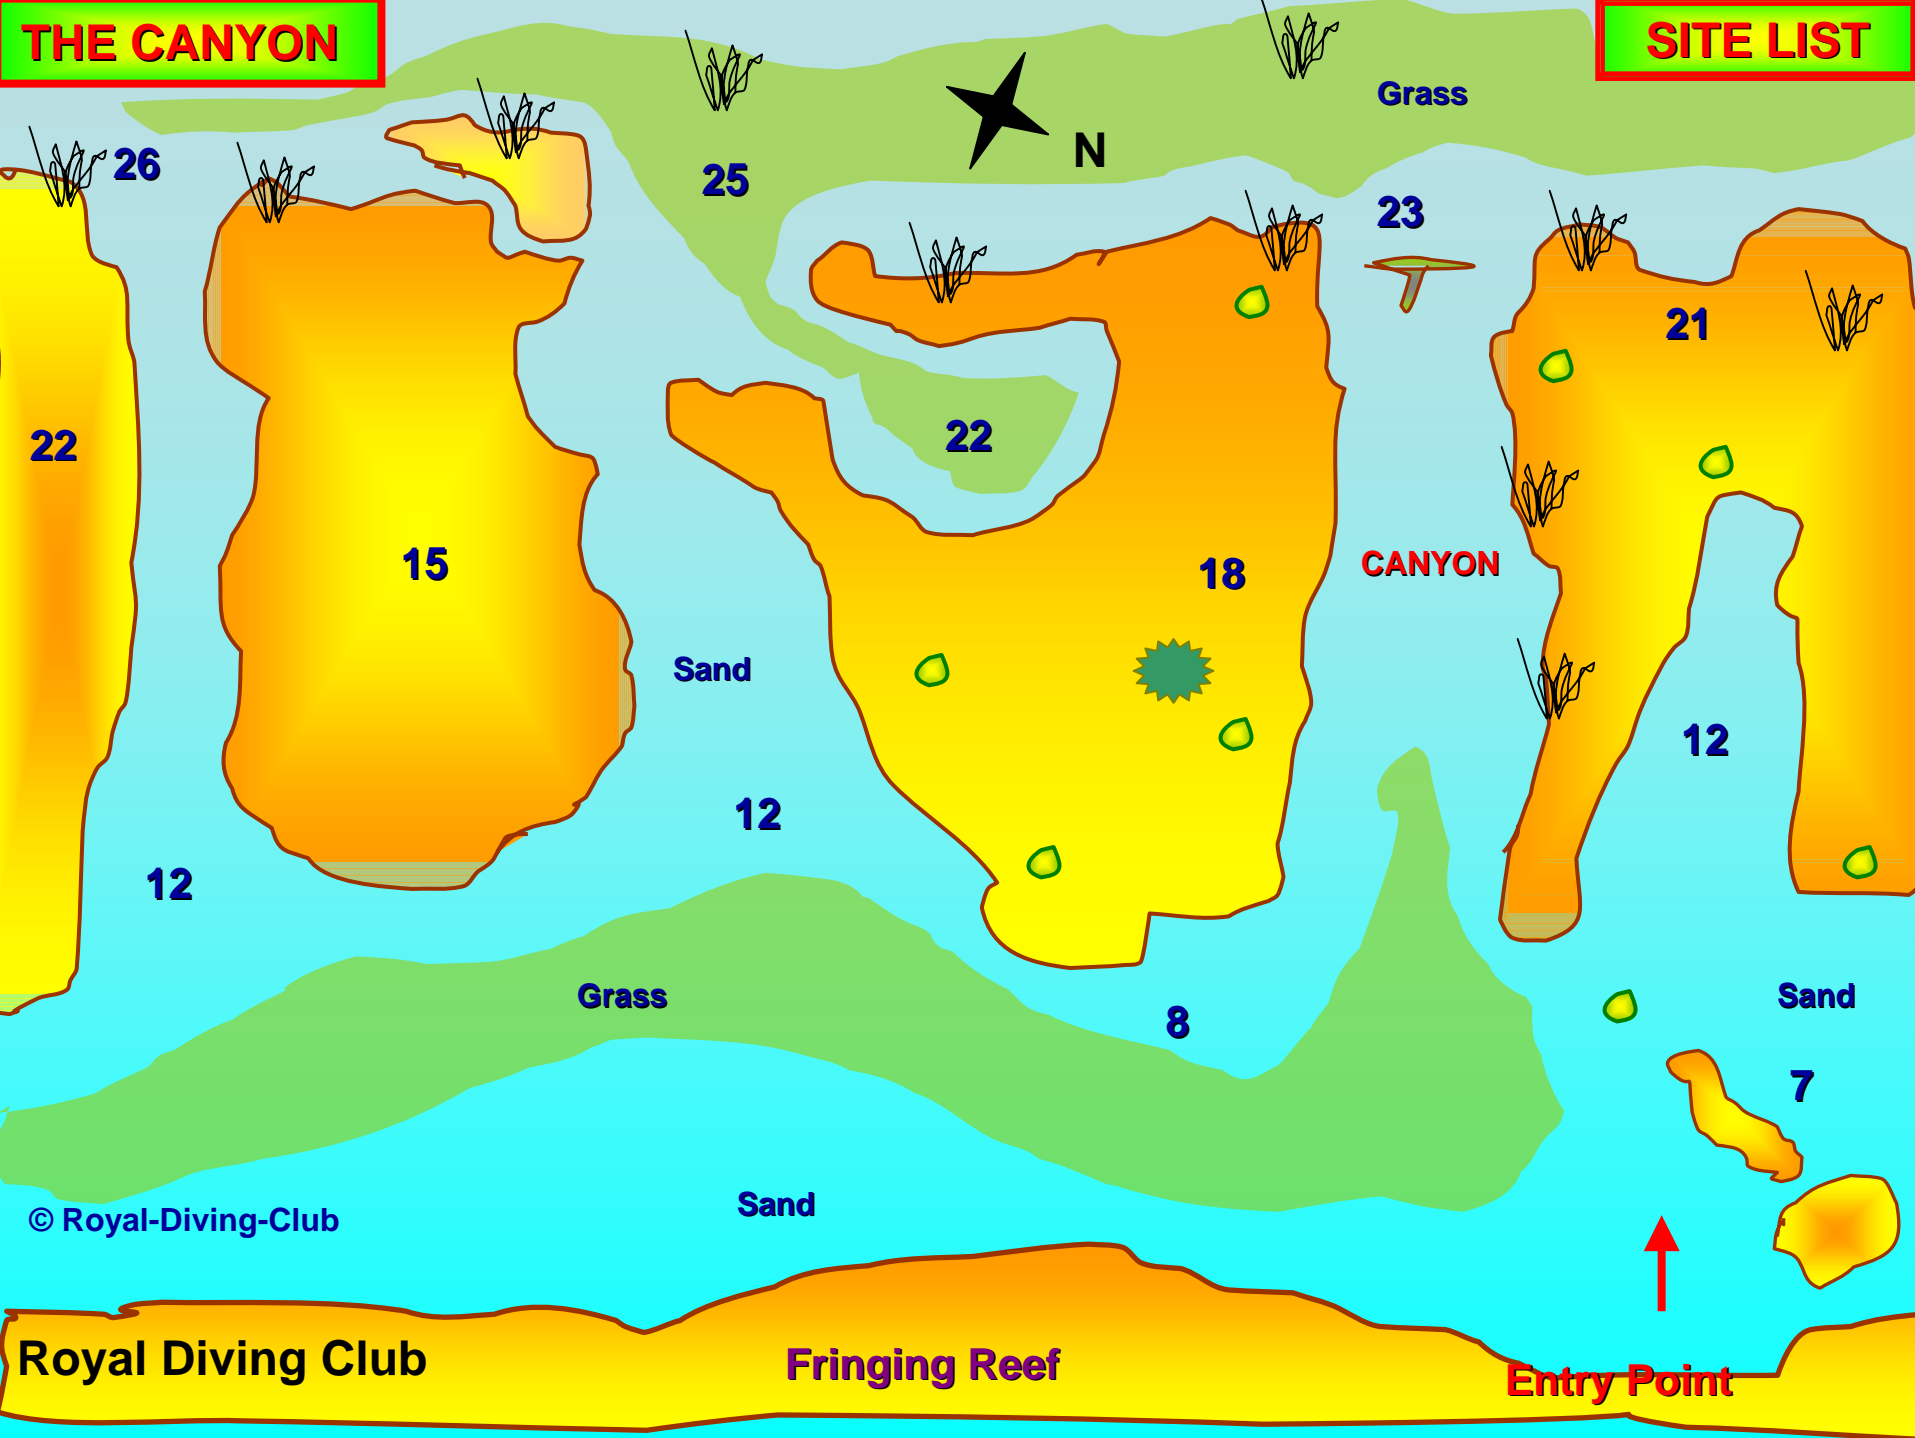 THE CANYON
SITE LIST
Grass
N
26
25
23
21
22
22
15
18
CANYON
Sand
12
12
12
Grass
8
Sand
7
© Royal-Diving-Club
Sand
Royal Diving Club
Fringing Reef
Entry Point